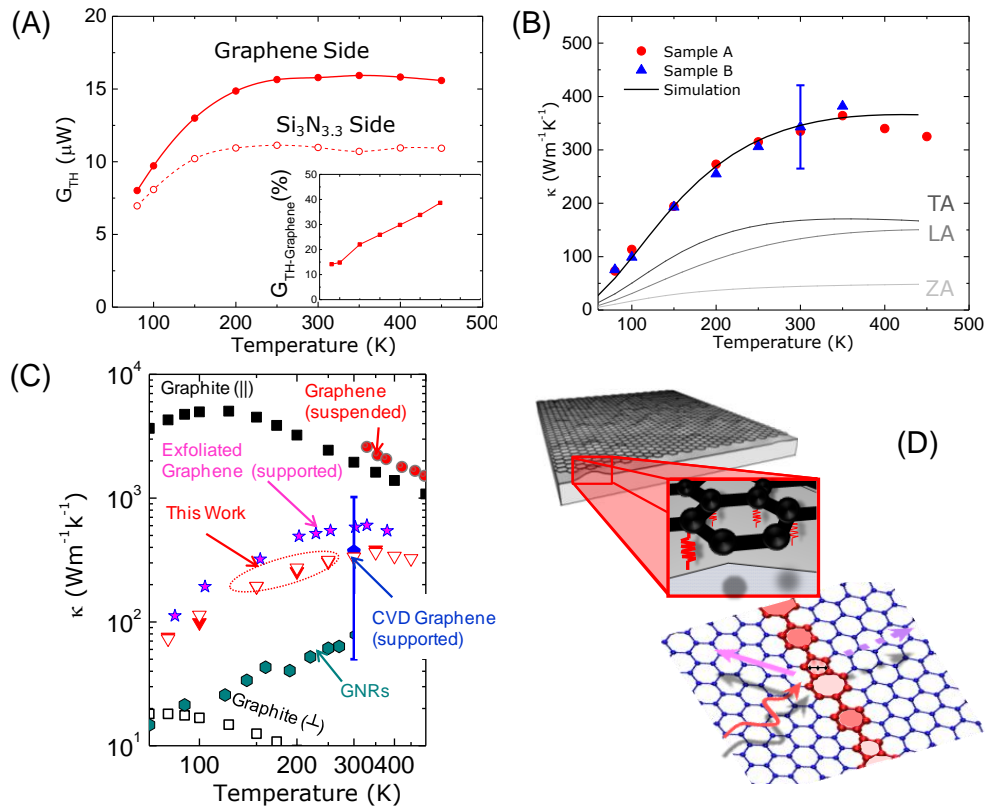 (A)
20
15
10
5
0
G_TH (μW)
Graphene Side
Si₃N₃.₃ Side
G_TH-Graphene(%)
50
40
30
20
10
0
100 200 300 400 500
Temperature (K)
(B)
500
400
300
200
100
0
κ (Wm⁻¹K⁻¹)
Sample A
Sample B
Simulation
TA
LA
ZA
100 200 300 400 500
Temperature (K)
(C)
10⁴
10³
10²
10¹
κ (Wm⁻¹k⁻¹)
Graphite (||)
Graphene
(suspended)
Exfoliated
Graphene (supported)
This Work
CVD Graphene
(supported)
GNRs
Graphite (⊥)
100 200 300 400
Temperature (K)
(D)